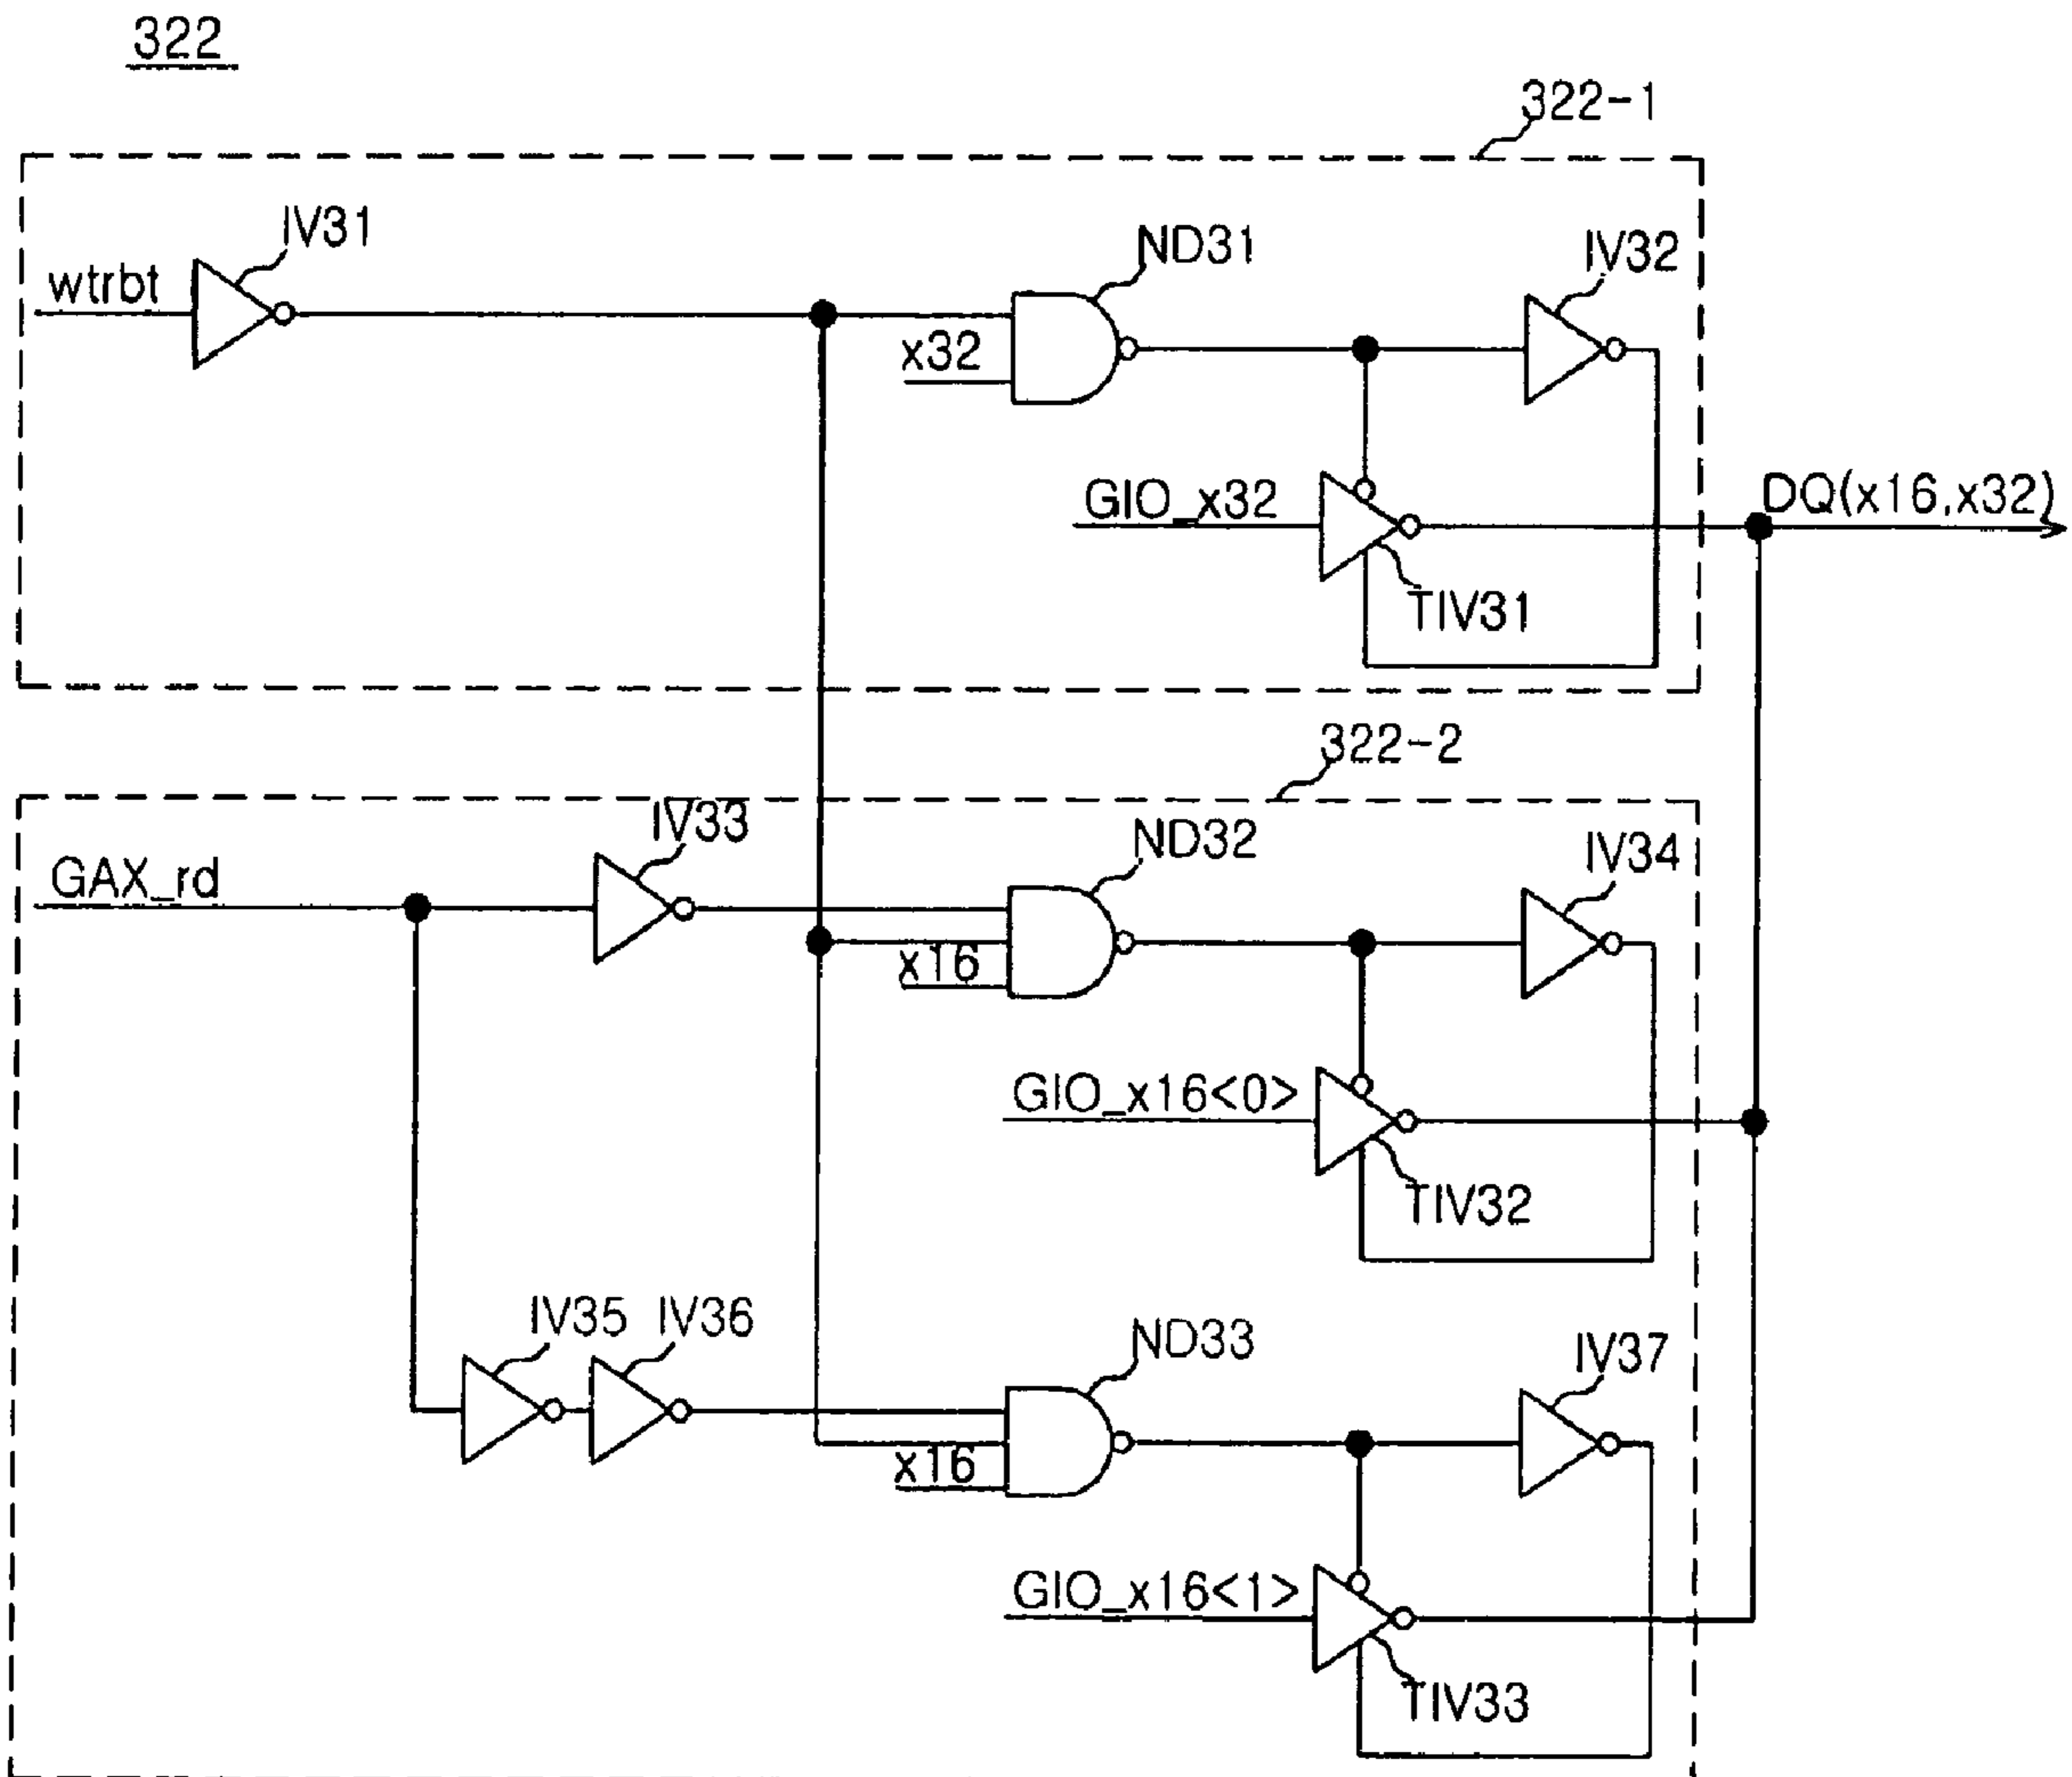 322
322-1
IV31
wtrbt
ND31
x32
IV32
GIO_x32
TIV31
DQ(x16,x32)
322-2
IV33
GAX_rd
ND32
x16
IV34
GIO_x16<0>
TIV32
IV35
IV36
ND33
x16
IV37
GIO_x16<1>
TIV33